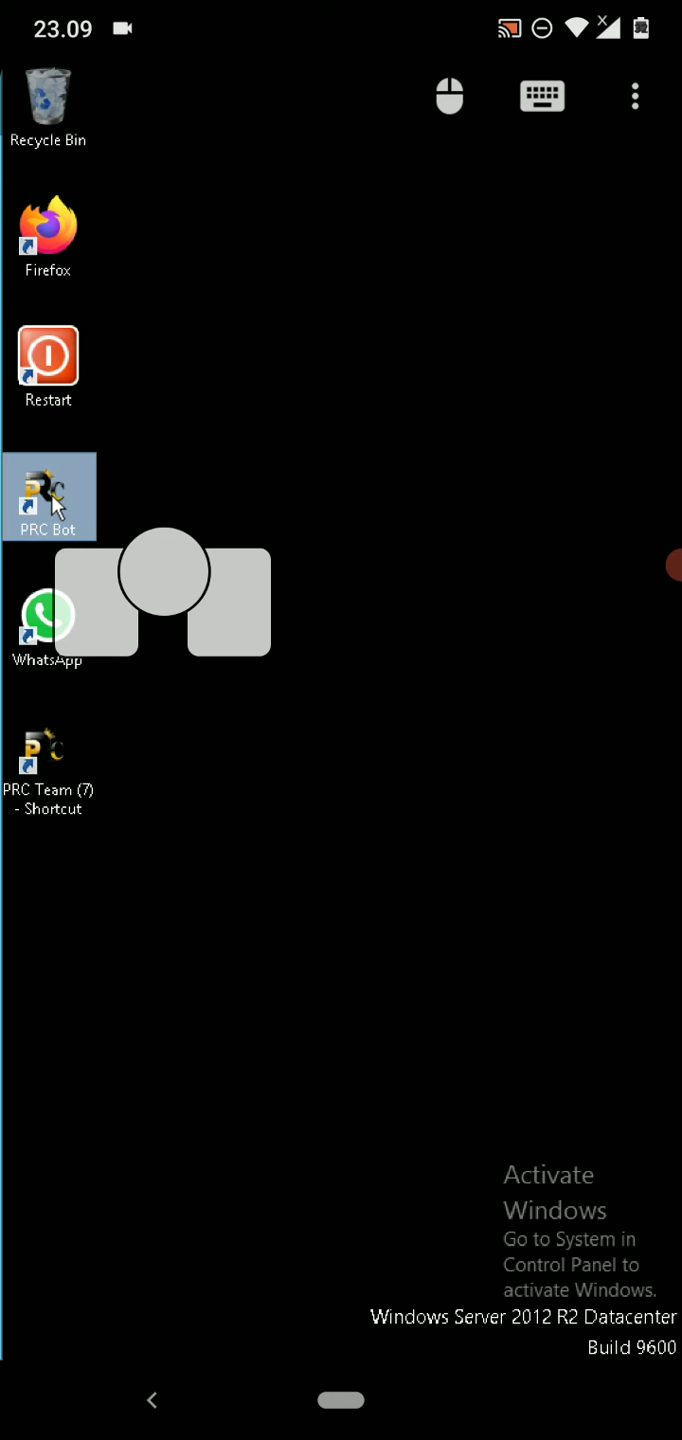 23.09
Recycle Bin
Firefox
Restart
PRC Bot
WhatsApp
PRC Team (7)
- Shortcut
Activate
Windows
Go to System in
Control Panel to
activate Windows.
Windows Server 2012 R2 Datacenter
Build 9600